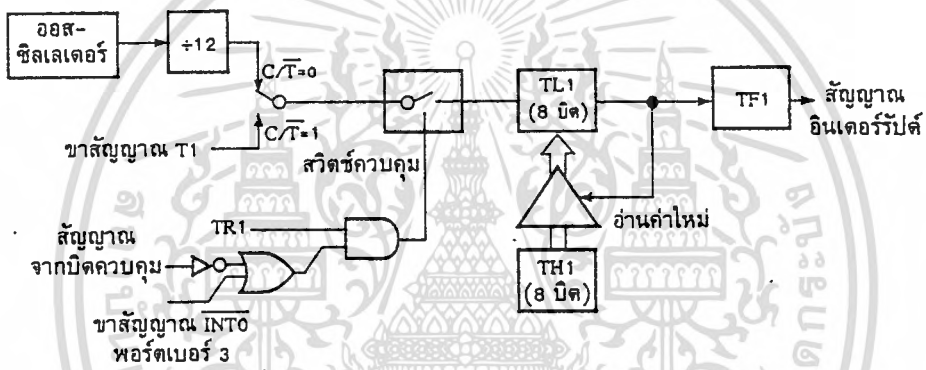 ออส-
ซิลเลเตอร์
÷12
C/T̅=0
C/T̅=1
ขาสัญญาณ T1
สวิตช์ควบคุม
TL1
(8 บิต)
TF1
สัญญาณ
อินเตอร์รัปต์
อ่านค่าใหม่
TH1
(8 บิต)
TR1
สัญญาณ
จากบิตควบคุม
ขาสัญญาณ I̅N̅T̅0̅
พอร์ตเบอร์ 3